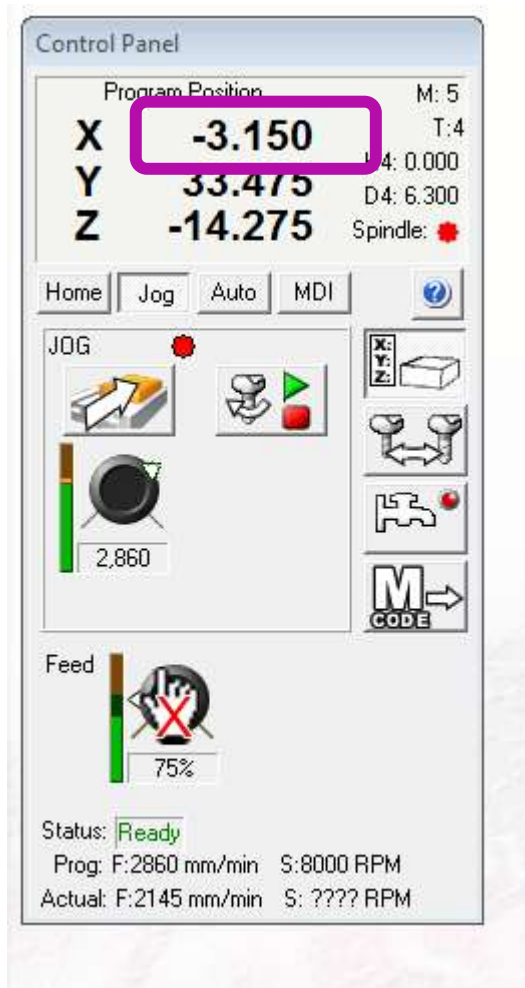 Control Panel
Program Position M: 5
X -3.150 T:4
4: 0.000
Y 33.475 D4: 6.300
Z -14.275 Spindle:
Home Jog Auto MDI
JOG
X:
Y:
Z:
2,860
M
CODE
Feed
75%
Status: Ready
Prog: F:2860 mm/min S:8000 RPM
Actual: F:2145 mm/min S: ???? RPM